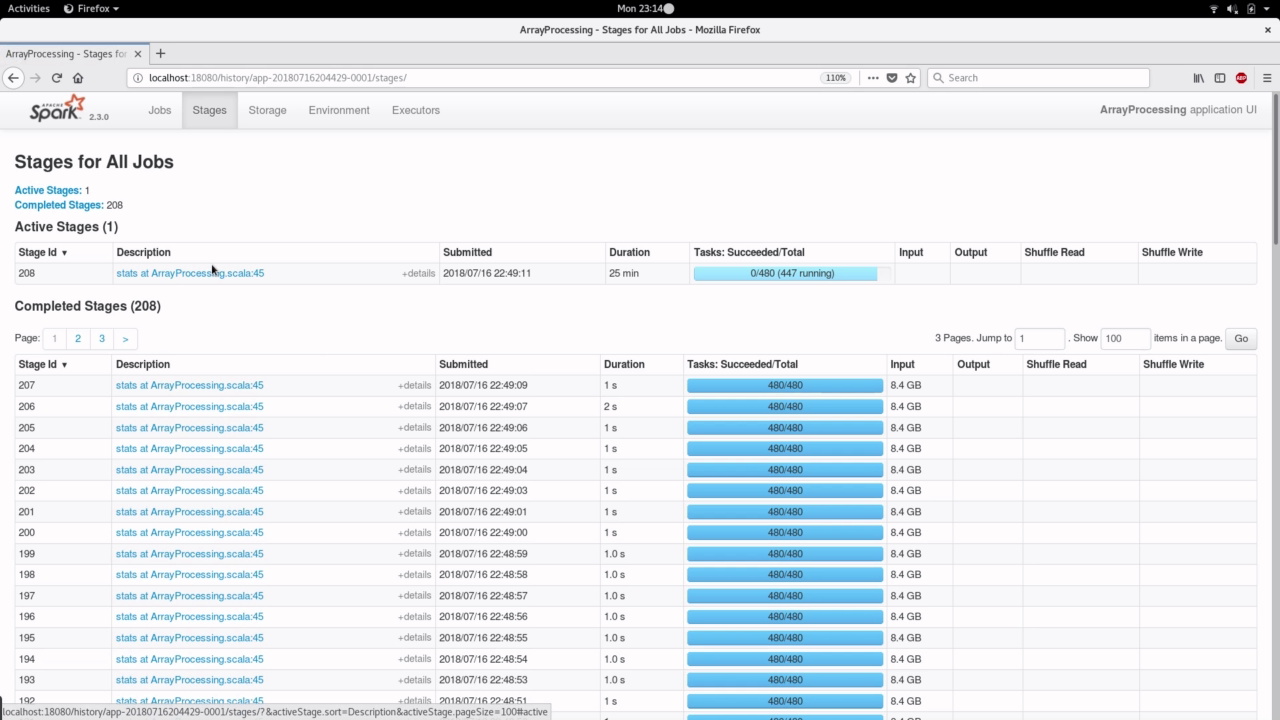 Activities Firefox Mon 23:14
ArrayProcessing - Stages for All Jobs - Mozilla Firefox ×
ArrayProcessing - Stages for × +
localhost:18080/history/app-20180716204429-0001/stages/ 110% ••• Search ABP
APACHE Spark 2.3.0 Jobs Stages Storage Environment Executors ArrayProcessing application UI
Stages for All Jobs
Active Stages: 1
Completed Stages: 208
Active Stages (1)
Stage Id ▾ Description Submitted Duration Tasks: Succeeded/Total Input Output Shuffle Read Shuffle Write
208 stats at ArrayProcessing.scala:45 +details 2018/07/16 22:49:11 25 min 0/480 (447 running)
Completed Stages (208)
Page: 1 2 3 > 3 Pages. Jump to 1 . Show 100 items in a page. Go
Stage Id ▾ Description Submitted Duration Tasks: Succeeded/Total Input Output Shuffle Read Shuffle Write
207 stats at ArrayProcessing.scala:45 +details 2018/07/16 22:49:09 1 s 480/480 8.4 GB
206 stats at ArrayProcessing.scala:45 +details 2018/07/16 22:49:07 2 s 480/480 8.4 GB
205 stats at ArrayProcessing.scala:45 +details 2018/07/16 22:49:06 1 s 480/480 8.4 GB
204 stats at ArrayProcessing.scala:45 +details 2018/07/16 22:49:05 1 s 480/480 8.4 GB
203 stats at ArrayProcessing.scala:45 +details 2018/07/16 22:49:04 1 s 480/480 8.4 GB
202 stats at ArrayProcessing.scala:45 +details 2018/07/16 22:49:03 1 s 480/480 8.4 GB
201 stats at ArrayProcessing.scala:45 +details 2018/07/16 22:49:01 1 s 480/480 8.4 GB
200 stats at ArrayProcessing.scala:45 +details 2018/07/16 22:49:00 1 s 480/480 8.4 GB
199 stats at ArrayProcessing.scala:45 +details 2018/07/16 22:48:59 1.0 s 480/480 8.4 GB
198 stats at ArrayProcessing.scala:45 +details 2018/07/16 22:48:58 1.0 s 480/480 8.4 GB
197 stats at ArrayProcessing.scala:45 +details 2018/07/16 22:48:57 1.0 s 480/480 8.4 GB
196 stats at ArrayProcessing.scala:45 +details 2018/07/16 22:48:56 1.0 s 480/480 8.4 GB
195 stats at ArrayProcessing.scala:45 +details 2018/07/16 22:48:55 1.0 s 480/480 8.4 GB
194 stats at ArrayProcessing.scala:45 +details 2018/07/16 22:48:54 1.0 s 480/480 8.4 GB
193 stats at ArrayProcessing.scala:45 +details 2018/07/16 22:48:53 1.0 s 480/480 8.4 GB
192 stats at ArrayProcessing.scala:45 +details 2018/07/16 22:48:51 1 s 480/480 8.4 GB
localhost:18080/history/app-20180716204429-0001/stages/?&activeStage.sort=Description&activeStage.pageSize=100#active